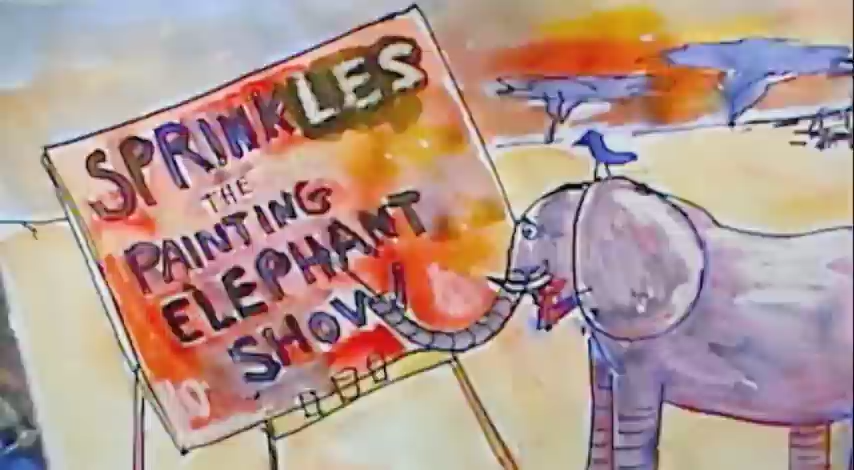 SPRINKLES
THE
PAINTING
ELEPHANT
SHOW